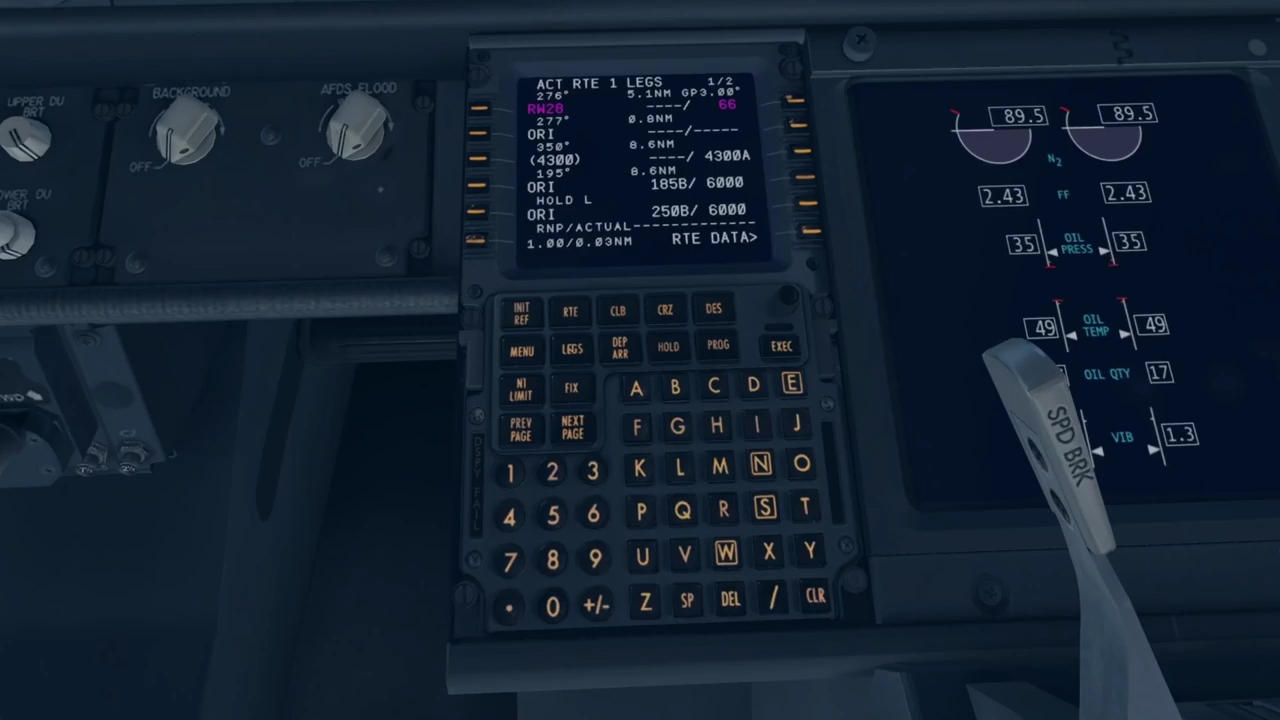 UPPER DU
BRT
BACKGROUND
OFF
AFDS FLOOD
OFF
BRT
ACT RTE 1 LEGS 1/2
276° 5.1NM GP3.00°
RW28 ----/ 66
277° 0.8NM
ORI ----/-----
350° 8.6NM
(4300) ----/ 4300A
195° 8.6NM
ORI 185B/ 6000
HOLD L
ORI 250B/ 6000
RNP/ACTUAL-------------
1.00/0.03NM RTE DATA>
INIT REF RTE CLB CRZ DES
MENU LEGS DEP ARR HOLD PROG EXEC
N1 LIMIT FIX
PREV PAGE NEXT PAGE
A B C D E
F G H I J
1 2 3 K L M N O
4 5 6 P Q R S T
7 8 9 U V W X Y
. 0 +/- Z SP DEL / CLR
89.5 89.5
N2
2.43 FF 2.43
35 OIL PRESS 35
49 OIL TEMP 49
OIL QTY 17
VIB 1.3
SPD BRK